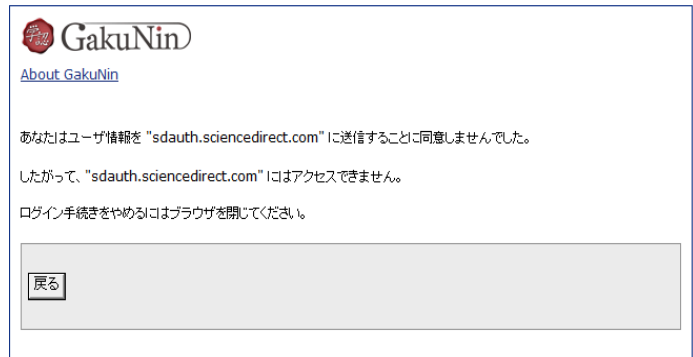 学認
GakuNin
About GakuNin
あなたはユーザ情報を "sdauth.sciencedirect.com" に送信することに同意しませんでした。
したがって、"sdauth.sciencedirect.com" にはアクセスできません。
ログイン手続きをやめるにはブラウザを閉じてください。
戻る